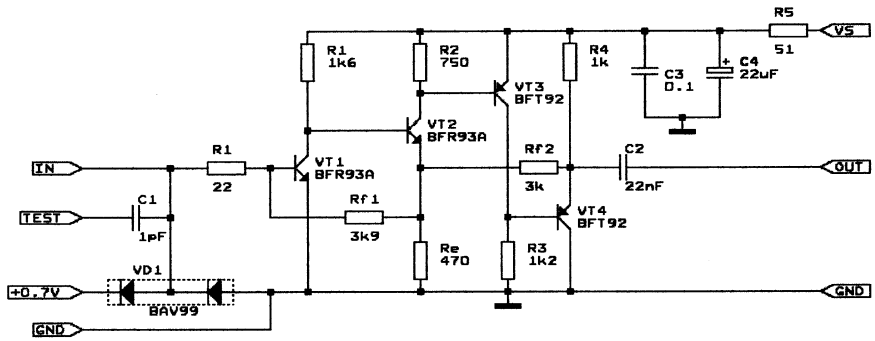 R5
VS
51
R1
1k6
R2
750
R4
1k
C3
0.1
+
C4
22uF
VT3
BFT92
VT2
BFR93A
R1
IN
22
VT1
BFR93A
Rf2
3k
C2
22nF
OUT
C1
TEST
1pF
Rf1
3k9
VT4
BFT92
Re
470
R3
1k2
VD1
+0.7V
BAV99
GND
GND